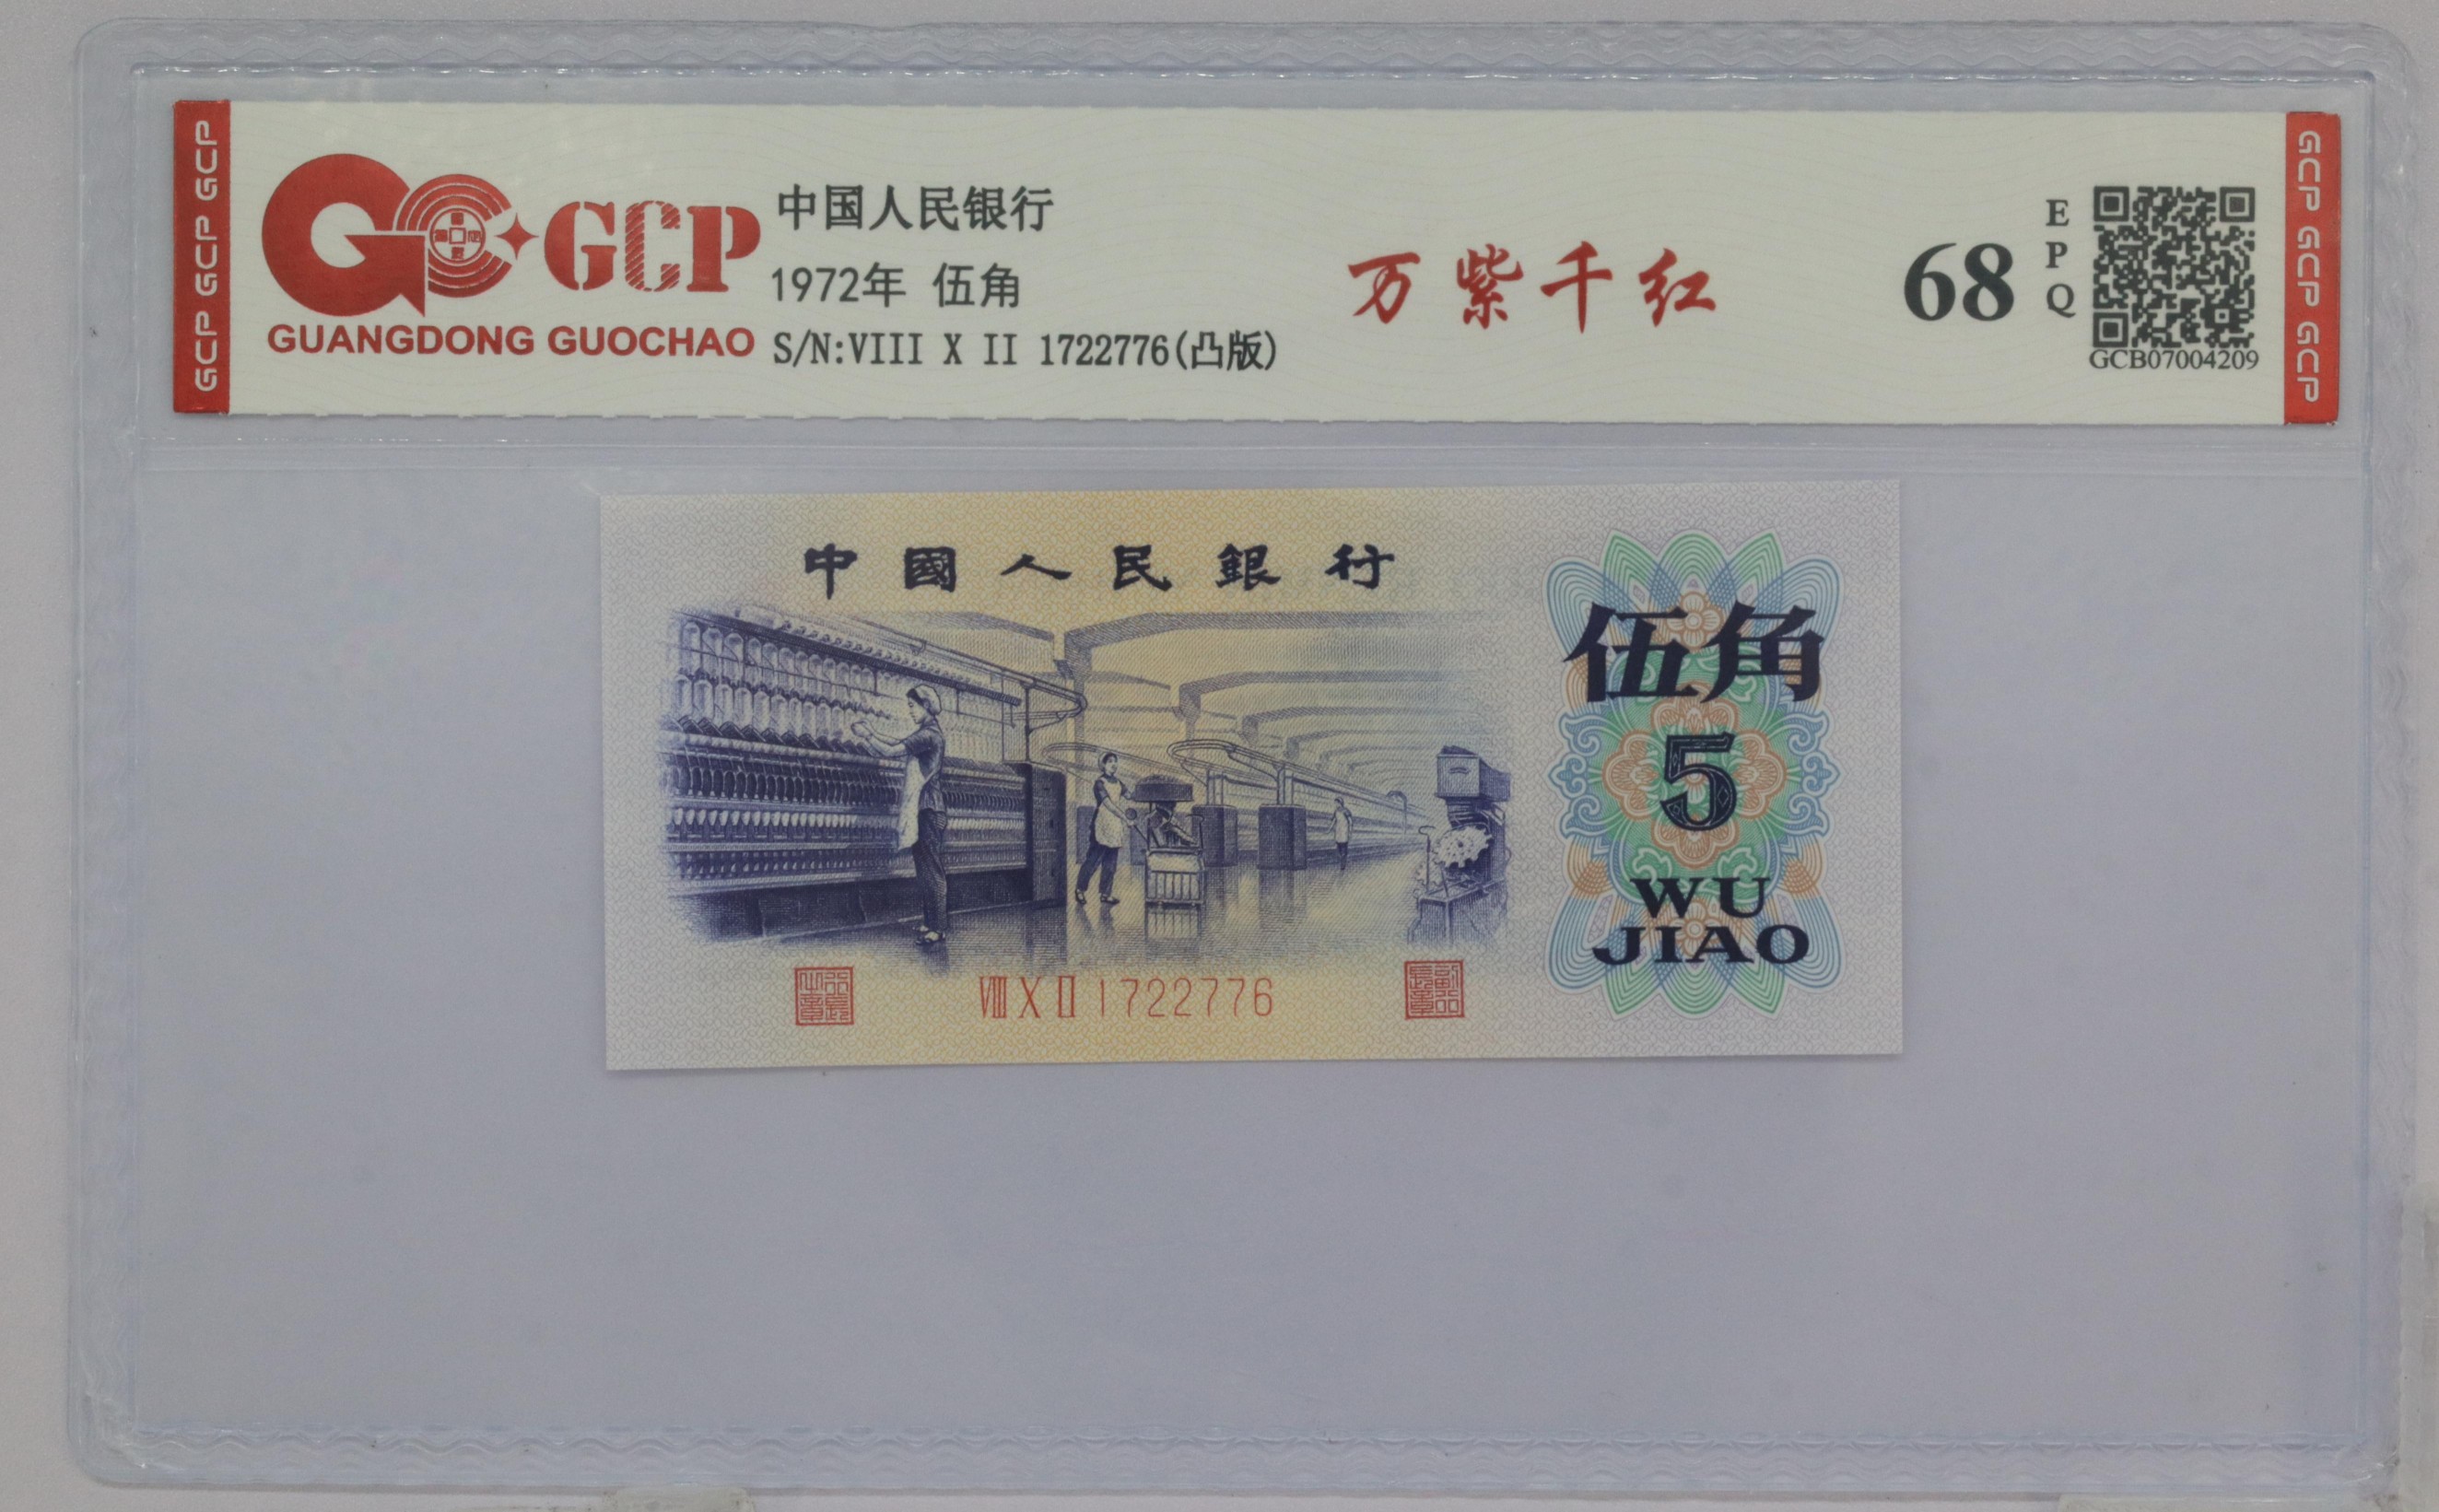 GCP GCP GCP
GCP
GUANGDONG GUOCHAO
中国人民银行
1972年 伍角
S/N:VIII X II 1722776(凸版)
万紫千红
68
EPQ
GCB07004209
GCP GCP GCP
中國人民銀行
伍角
5
WU
JIAO
VIII X II 1722776